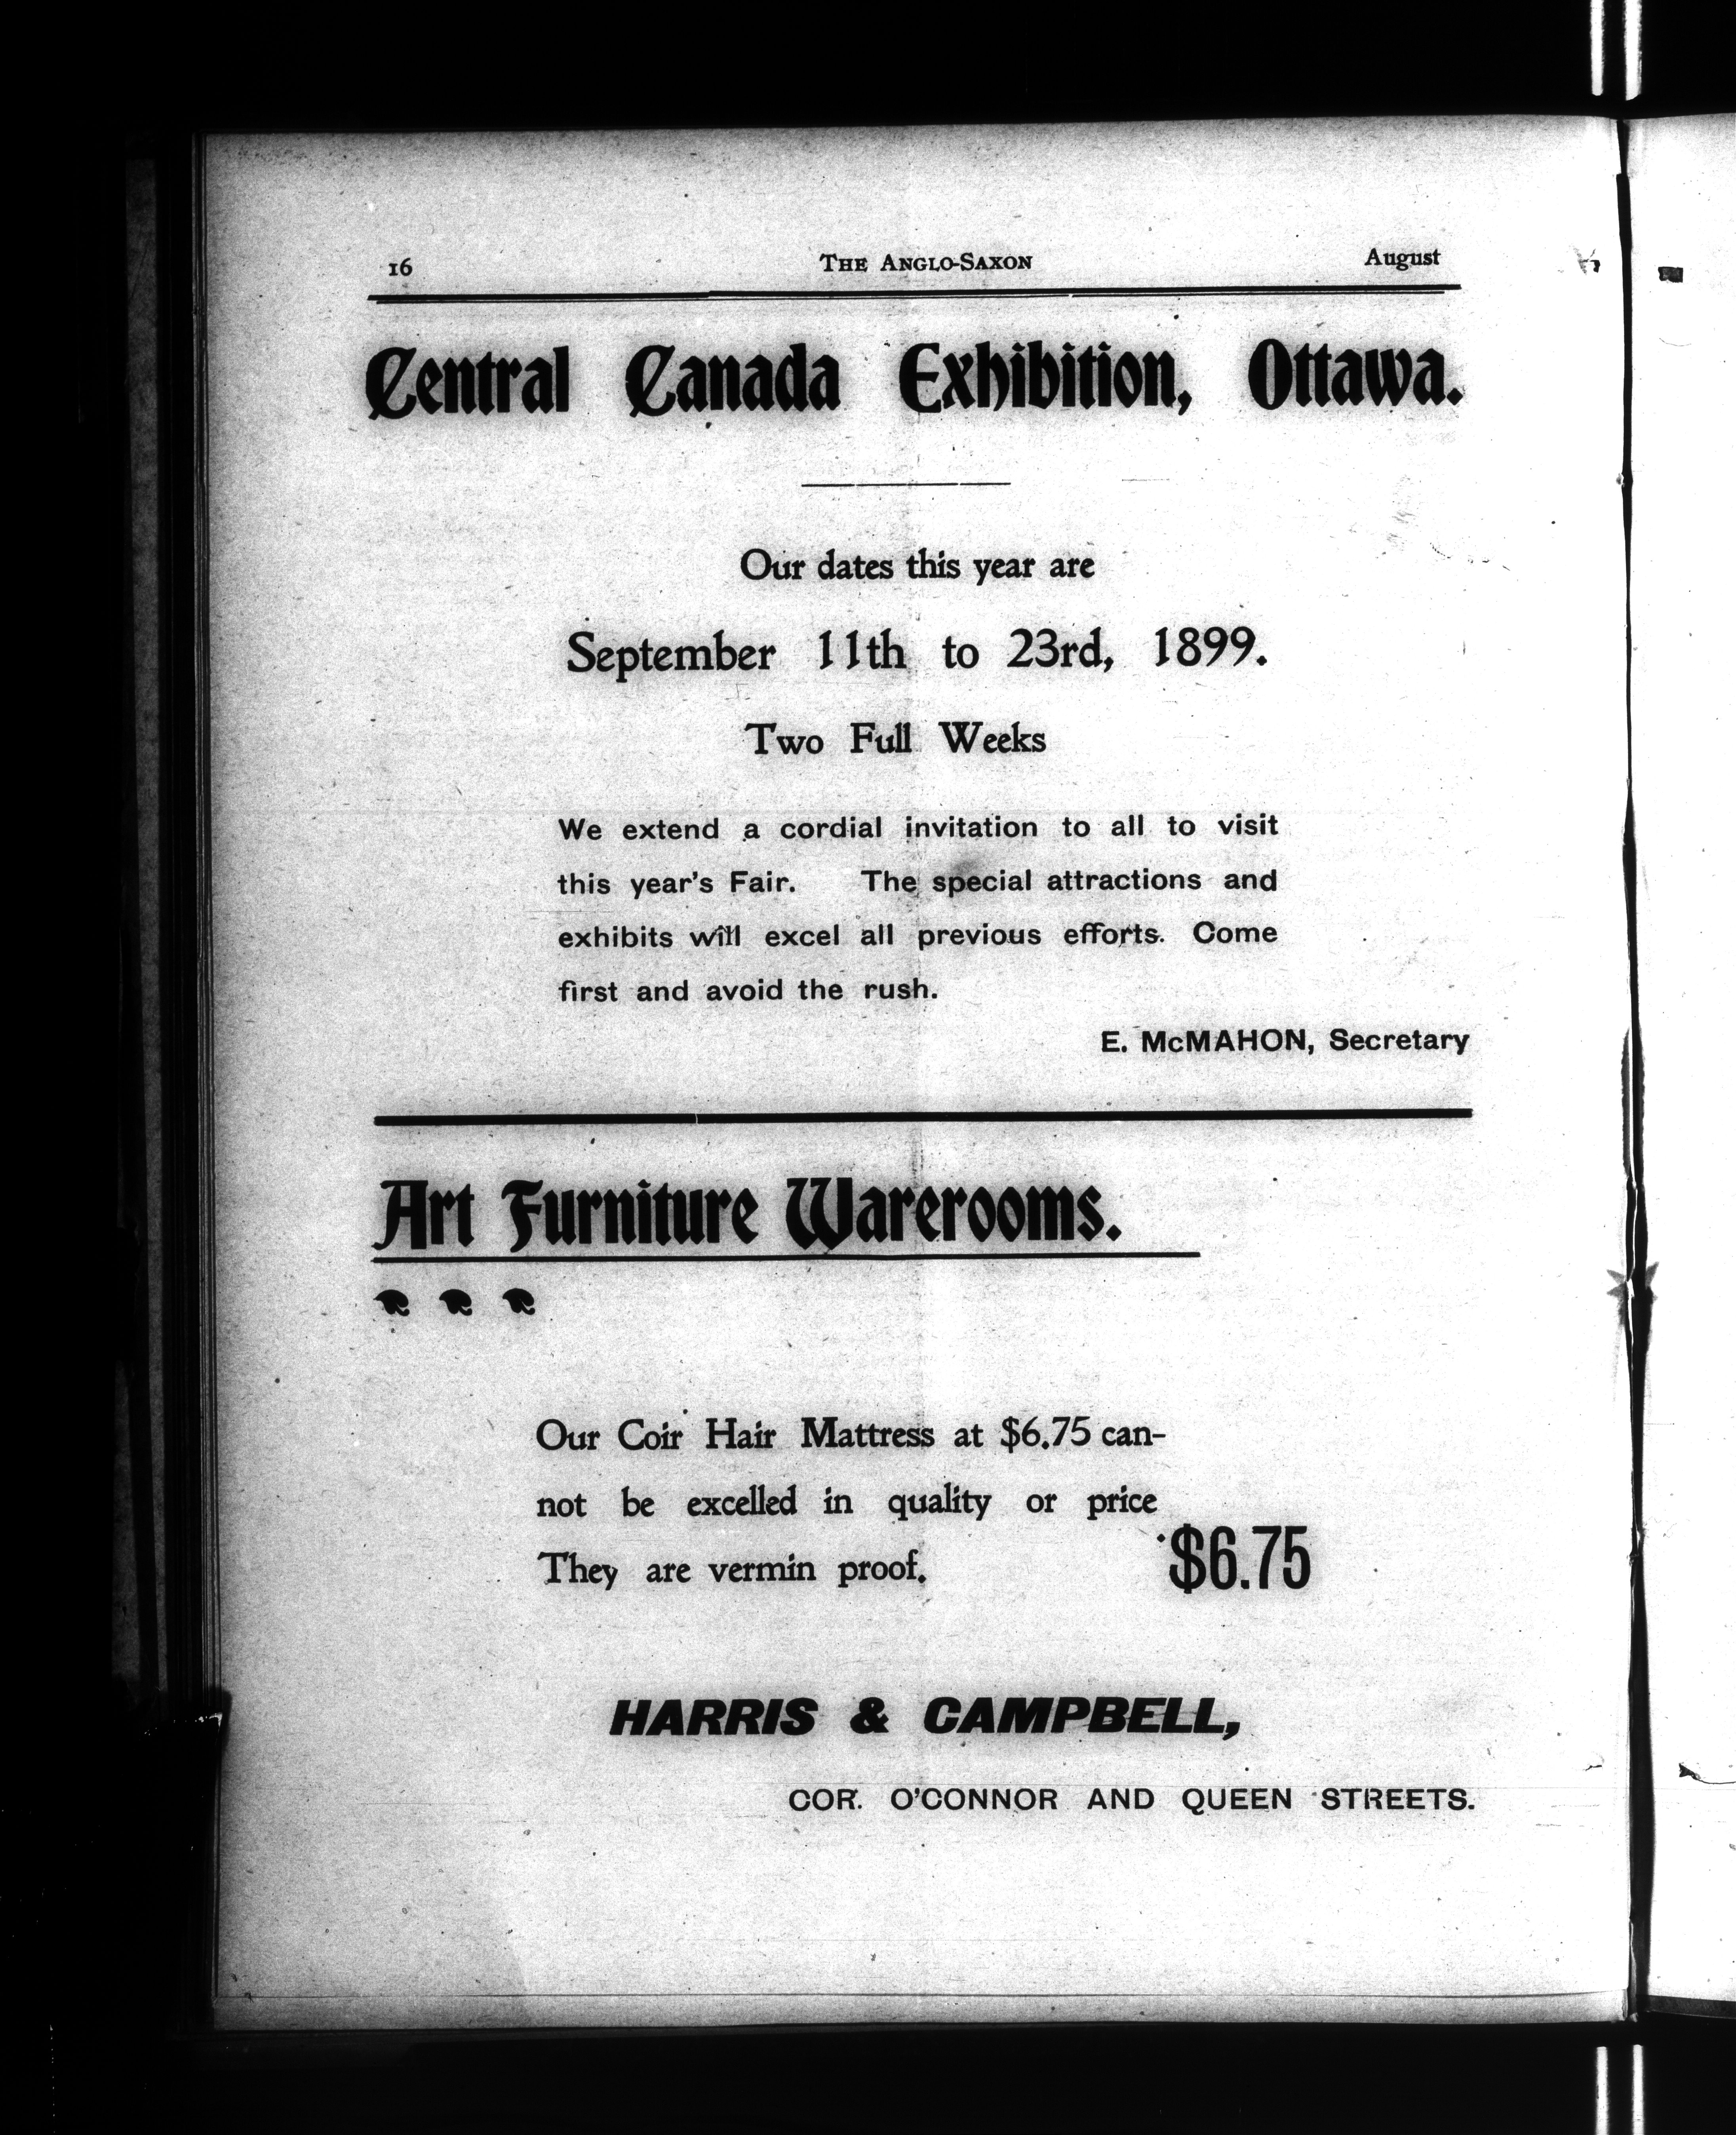 16 The Anglo-Saxon August
Central Canada Exhibition, Ottawa.
Our dates this year are
September 11th to 23rd, 1899.
Two Full Weeks
We extend a cordial invitation to all to visit
this year's Fair. The special attractions and
exhibits will excel all previous efforts. Come
first and avoid the rush.
E. McMAHON, Secretary
Art Furniture Warerooms.
Our Coir Hair Mattress at $6.75 can-
not be excelled in quality or price
They are vermin proof. $6.75
HARRIS & CAMPBELL,
COR. O'CONNOR AND QUEEN STREETS.